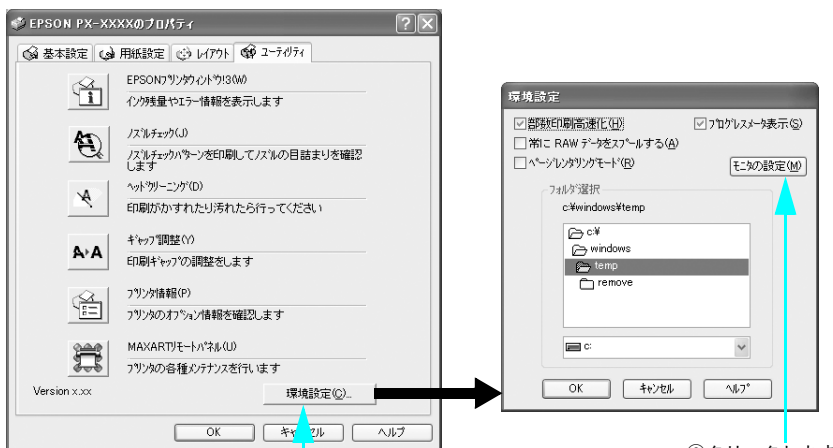 EPSON PX-XXXXのプロパティ
基本設定 用紙設定 レイアウト ユーティリティ
EPSONプリンタウィンドウ!3(W)
インク残量やエラー情報を表示します
ノズルチェック(J)
ノズルチェックパターンを印刷してノズルの目詰まりを確認
します
ヘッドクリーニング(D)
印刷がかすれたり汚れたら行ってください
ギャップ調整(Y)
印刷ギャップの調整をします
プリンタ情報(P)
プリンタのオプション情報を確認します
MAXARTリモートパネル(U)
プリンタの各種メンテナンスを行います
Version x.xx
環境設定(C)...
OK キャンセル ヘルプ
環境設定
部数印刷高速化(H) プログレスメータ表示(S)
常に RAW データをスプールする(A)
ページレンダリングモード(R)
モニタの設定(M)
フォルダ選択
c:¥windows¥temp
c:¥
windows
temp
remove
c:
OK キャンセル ヘルプ